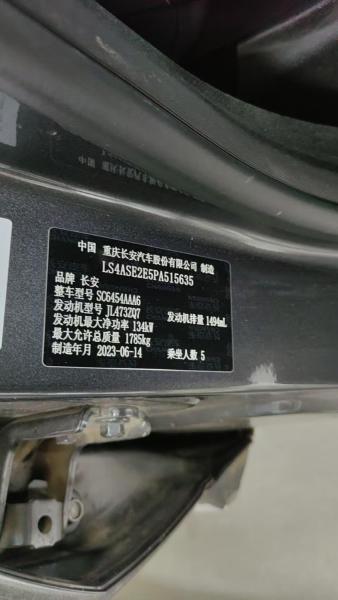 中国 重庆长安汽车股份有限公司 制造
LS4ASE2E5PA515635
品牌 长安
整车型号 SC6454AAA6
发动机型号 JL473ZQ7 发动机排量 1494mL
发动机最大净功率 134kW
最大允许总质量 1785kg
制造年月 2023-06-14 乘坐人数 5